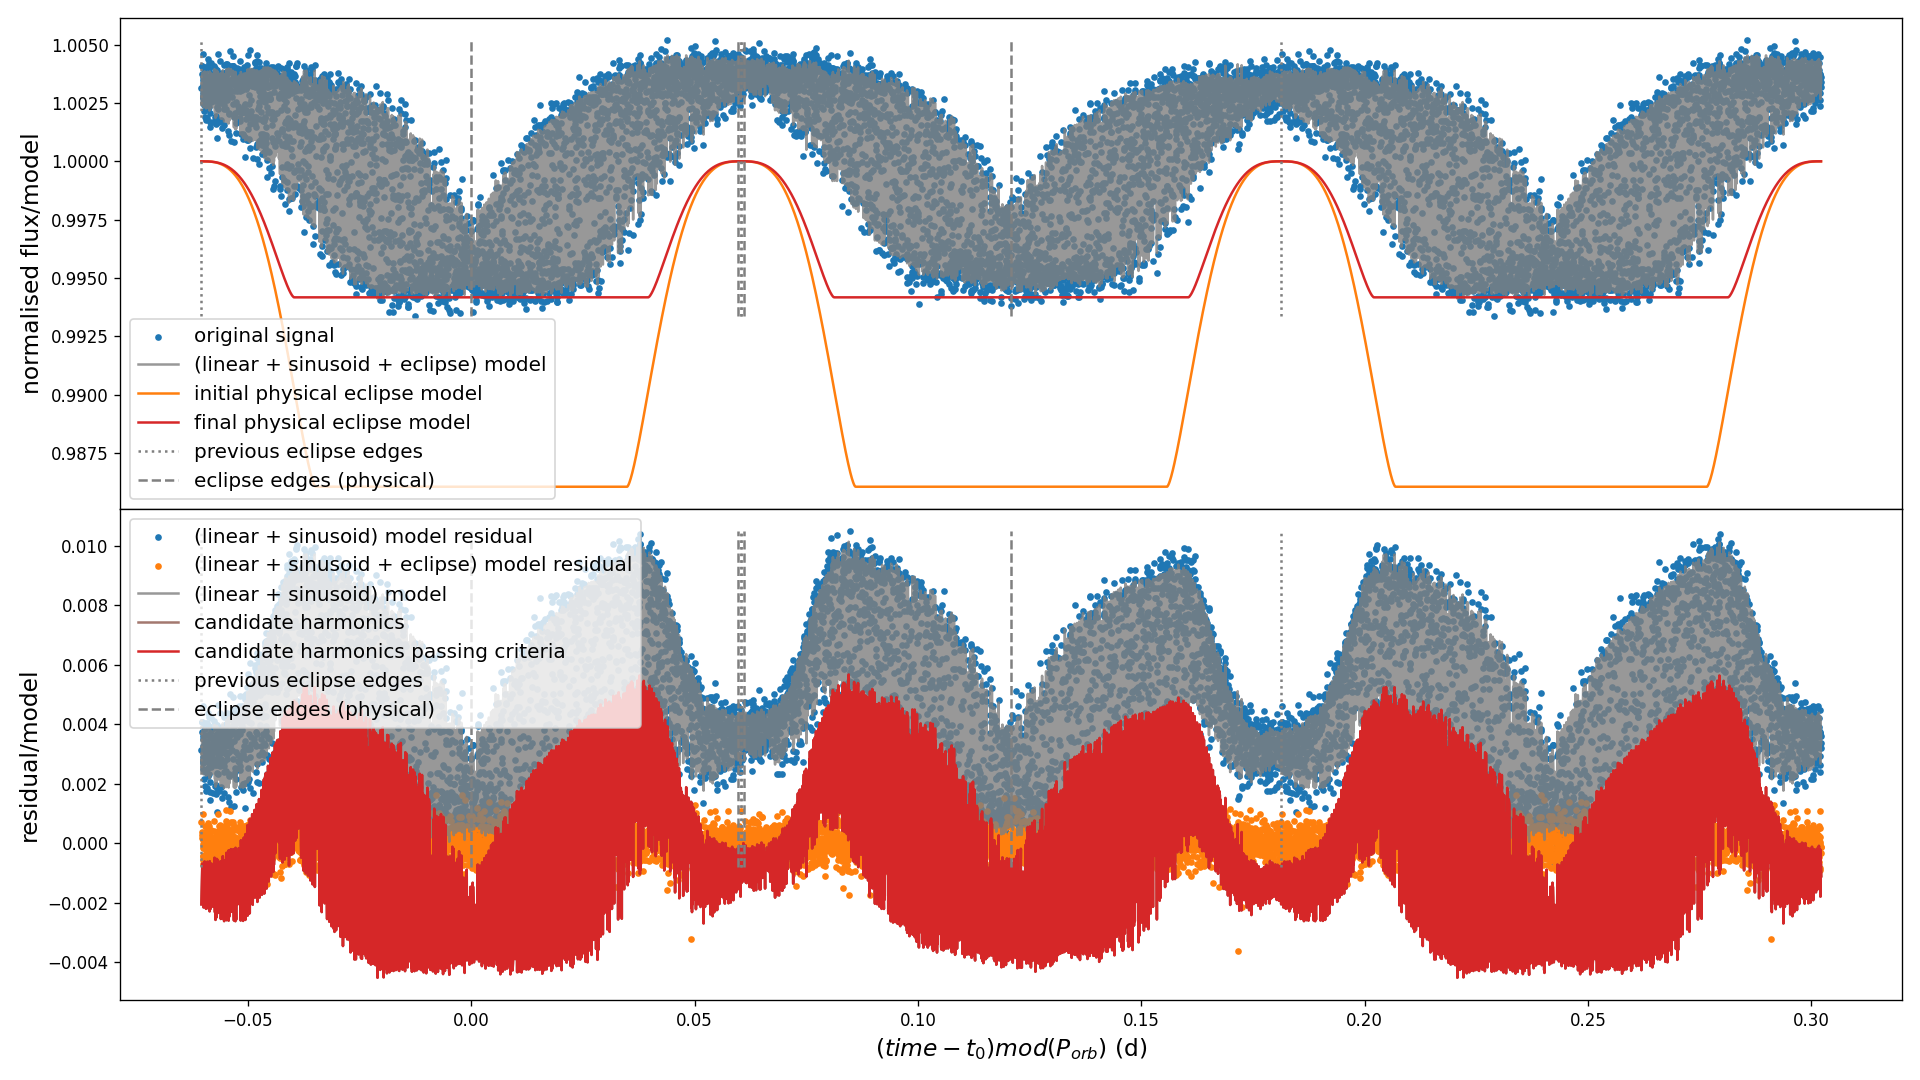 normalised flux/model
1.0050
1.0025
1.0000
0.9975
0.9950
0.9925
0.9900
0.9875
original signal
(linear + sinusoid + eclipse) model
initial physical eclipse model
final physical eclipse model
previous eclipse edges
eclipse edges (physical)
residual/model
0.010
0.008
0.006
0.004
0.002
0.000
−0.002
−0.004
(linear + sinusoid) model residual
(linear + sinusoid + eclipse) model residual
(linear + sinusoid) model
candidate harmonics
candidate harmonics passing criteria
previous eclipse edges
eclipse edges (physical)
−0.05 0.00 0.05 0.10 0.15 0.20 0.25 0.30
(time − t₀)mod(P_orb) (d)